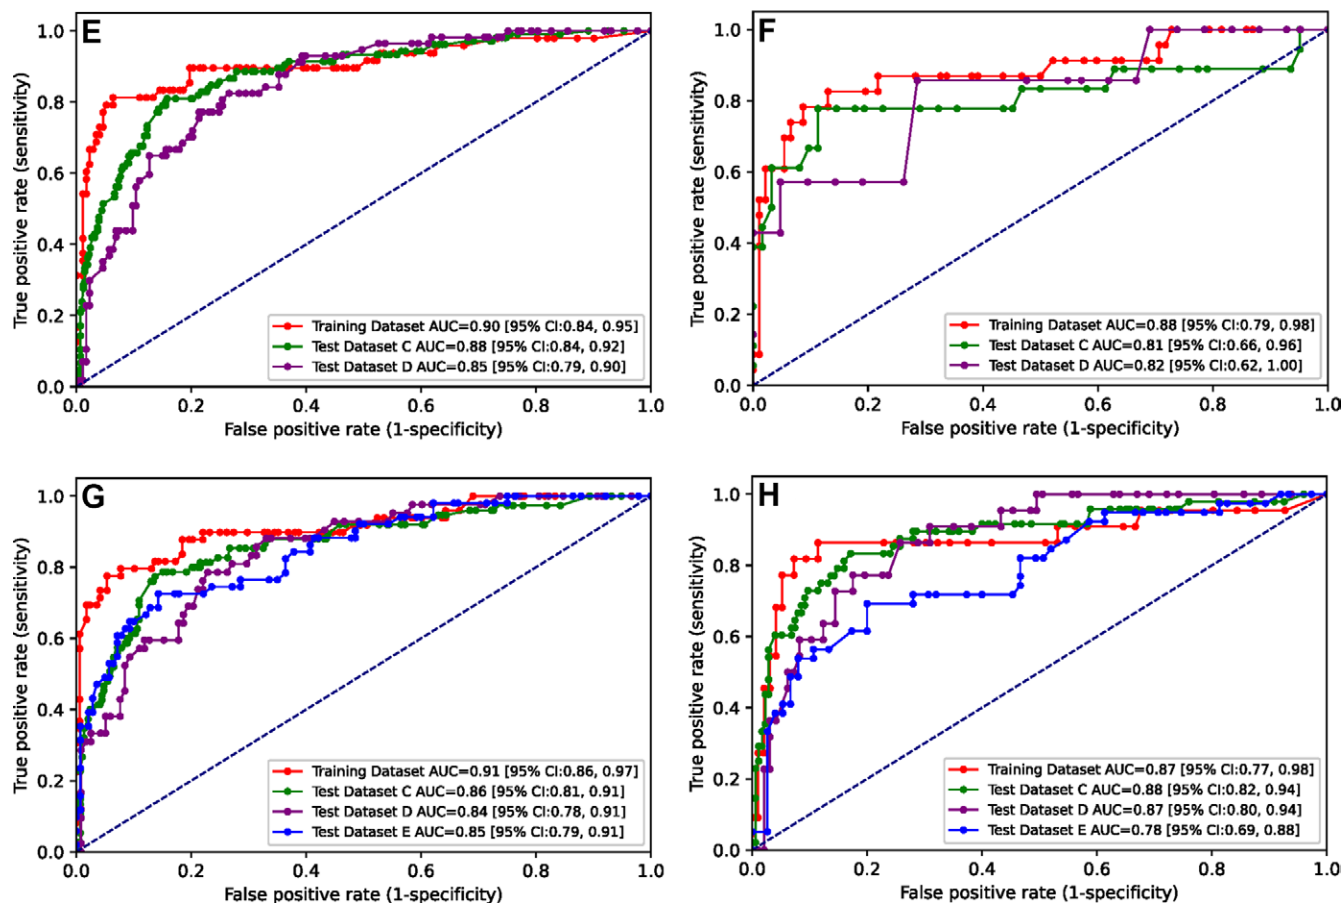 E
1.0
0.8
0.6
0.4
0.2
0.0
True positive rate (sensitivity)
Training Dataset AUC=0.90 [95% CI:0.84, 0.95]
Test Dataset C AUC=0.88 [95% CI:0.84, 0.92]
Test Dataset D AUC=0.85 [95% CI:0.79, 0.90]
0.0 0.2 0.4 0.6 0.8 1.0
False positive rate (1-specificity)
F
1.0
0.8
0.6
0.4
0.2
0.0
True positive rate (sensitivity)
Training Dataset AUC=0.88 [95% CI:0.79, 0.98]
Test Dataset C AUC=0.81 [95% CI:0.66, 0.96]
Test Dataset D AUC=0.82 [95% CI:0.62, 1.00]
0.0 0.2 0.4 0.6 0.8 1.0
False positive rate (1-specificity)
G
1.0
0.8
0.6
0.4
0.2
0.0
True positive rate (sensitivity)
Training Dataset AUC=0.91 [95% CI:0.86, 0.97]
Test Dataset C AUC=0.86 [95% CI:0.81, 0.91]
Test Dataset D AUC=0.84 [95% CI:0.78, 0.91]
Test Dataset E AUC=0.85 [95% CI:0.79, 0.91]
0.0 0.2 0.4 0.6 0.8 1.0
False positive rate (1-specificity)
H
1.0
0.8
0.6
0.4
0.2
0.0
True positive rate (sensitivity)
Training Dataset AUC=0.87 [95% CI:0.77, 0.98]
Test Dataset C AUC=0.88 [95% CI:0.82, 0.94]
Test Dataset D AUC=0.87 [95% CI:0.80, 0.94]
Test Dataset E AUC=0.78 [95% CI:0.69, 0.88]
0.0 0.2 0.4 0.6 0.8 1.0
False positive rate (1-specificity)